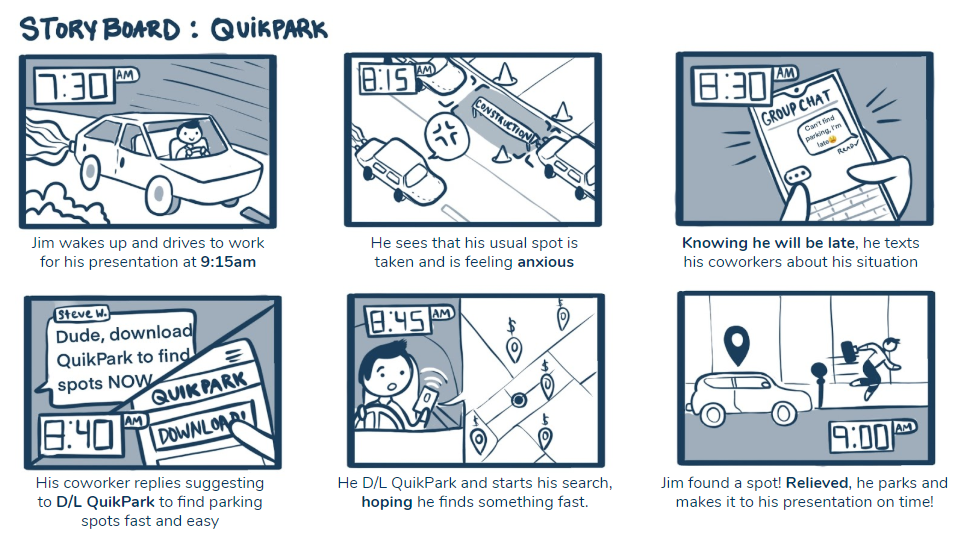 STORYBOARD: QUIKPARK
7:30 AM
Jim wakes up and drives to work
for his presentation at 9:15am
8:15 AM
CONSTRUCTION
He sees that his usual spot is
taken and is feeling anxious
8:30 AM
GROUP CHAT
Can't find
parking, I'm
late😩
READ✓
Knowing he will be late, he texts
his coworkers about his situation
Steve W.
Dude, download
QuikPark to find
spots NOW
QUIKPARK
DOWNLOAD!
8:40 AM
His coworker replies suggesting
to D/L QuikPark to find parking
spots fast and easy
8:45 AM
$
$
$
$
He D/L QuikPark and starts his search,
hoping he finds something fast.
9:00 AM
Jim found a spot! Relieved, he parks and
makes it to his presentation on time!